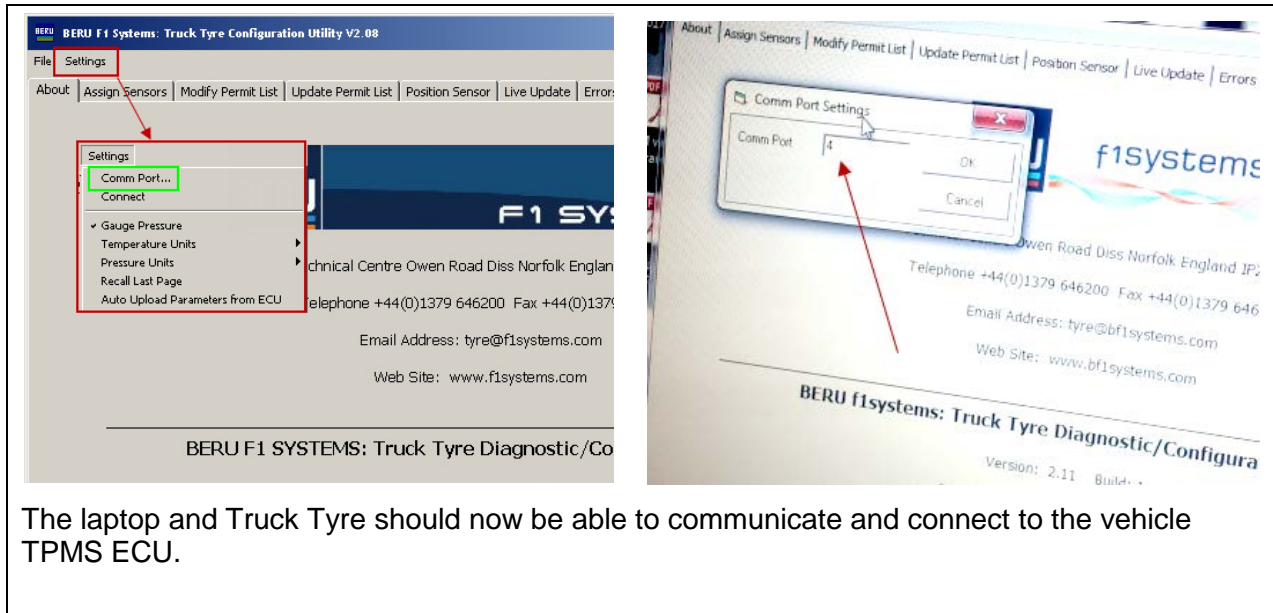 BERU BERU F1 Systems: Truck Tyre Configuration Utility V2.08
File Settings
About Assign Sensors Modify Permit List Update Permit List Position Sensor Live Update Errors
Settings
Comm Port...
Connect
Gauge Pressure
Temperature Units
Pressure Units
Recall Last Page
Auto Upload Parameters from ECU
F1 SYS
chnical Centre Owen Road Diss Norfolk Englan
elephone +44(0)1379 646200 Fax +44(0)1379
Email Address: tyre@f1systems.com
Web Site: www.f1systems.com
BERU F1 SYSTEMS: Truck Tyre Diagnostic/Co
About Assign Sensors Modify Permit List Update Permit List Position Sensor Live Update Errors
Comm Port Settings
Comm Port 4 OK
Cancel
f1systems
Owen Road Diss Norfolk England IP2
Telephone +44(0)1379 646200 Fax +44(0)1379 646
Email Address: tyre@bf1systems.com
Web Site: www.bf1systems.com
BERU f1systems: Truck Tyre Diagnostic/Configura
Version: 2.11 Build:
The laptop and Truck Tyre should now be able to communicate and connect to the vehicle
TPMS ECU.